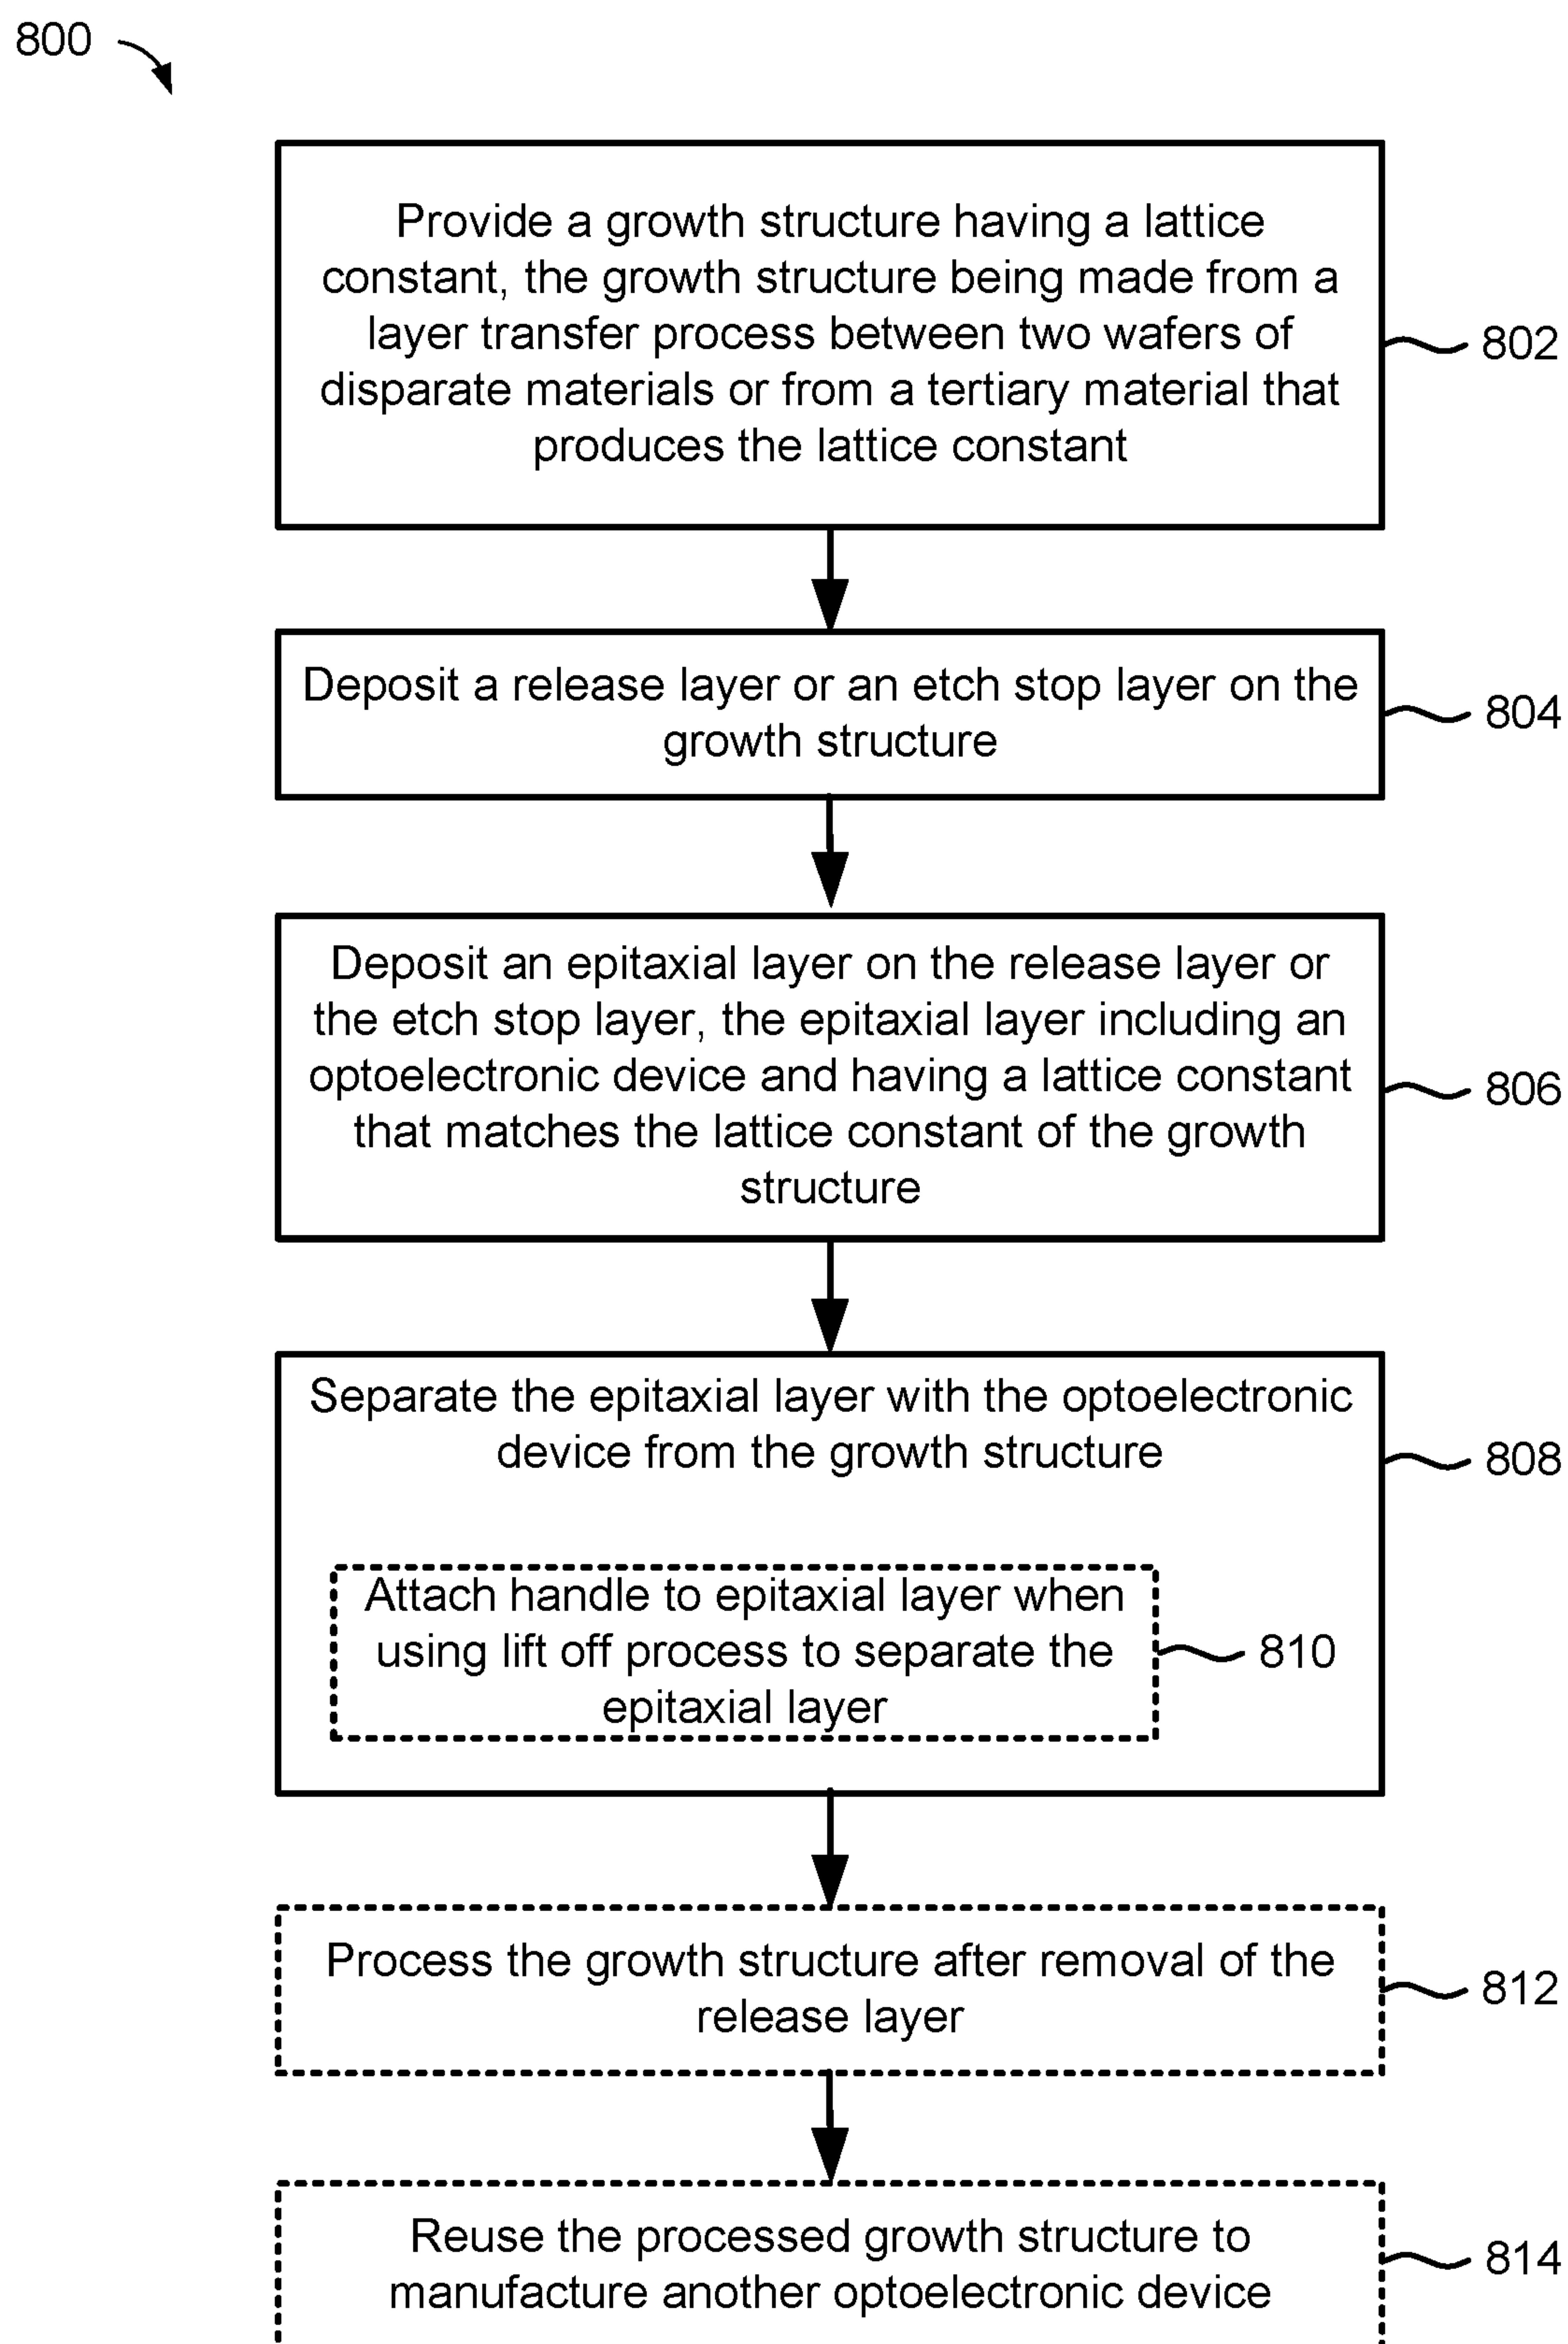 800
Provide a growth structure having a lattice
constant, the growth structure being made from a
layer transfer process between two wafers of
disparate materials or from a tertiary material that
produces the lattice constant
802
Deposit a release layer or an etch stop layer on the
growth structure
804
Deposit an epitaxial layer on the release layer or
the etch stop layer, the epitaxial layer including an
optoelectronic device and having a lattice constant
that matches the lattice constant of the growth
structure
806
Separate the epitaxial layer with the optoelectronic
device from the growth structure
808
Attach handle to epitaxial layer when
using lift off process to separate the
epitaxial layer
810
Process the growth structure after removal of the
release layer
812
Reuse the processed growth structure to
manufacture another optoelectronic device
814